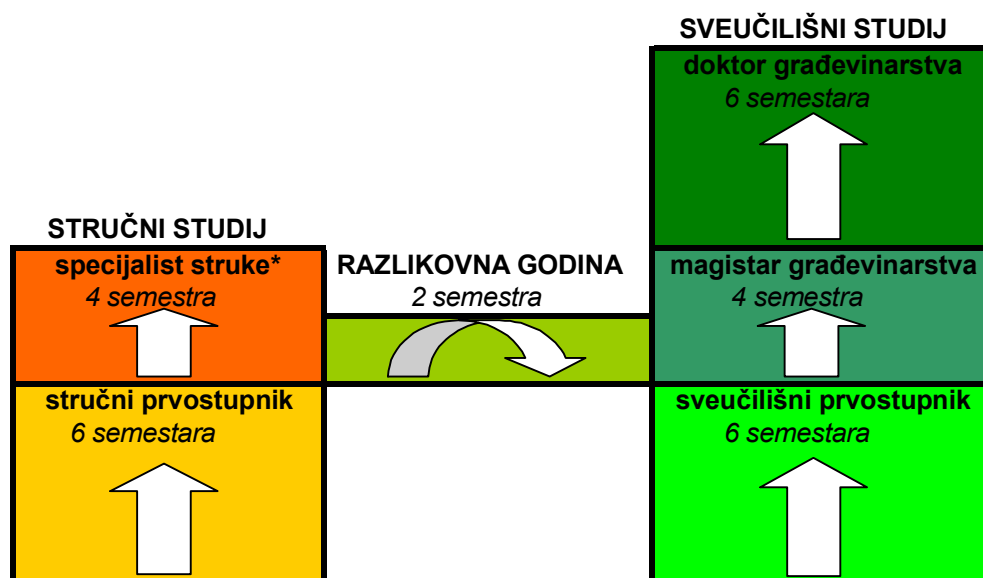 SVEUČILIŠNI STUDIJ
doktor građevinarstva
6 semestara
STRUČNI STUDIJ
specijalist struke*
4 semestra
RAZLIKOVNA GODINA
2 semestra
magistar građevinarstva
4 semestra
stručni prvostupnik
6 semestara
sveučilišni prvostupnik
6 semestara